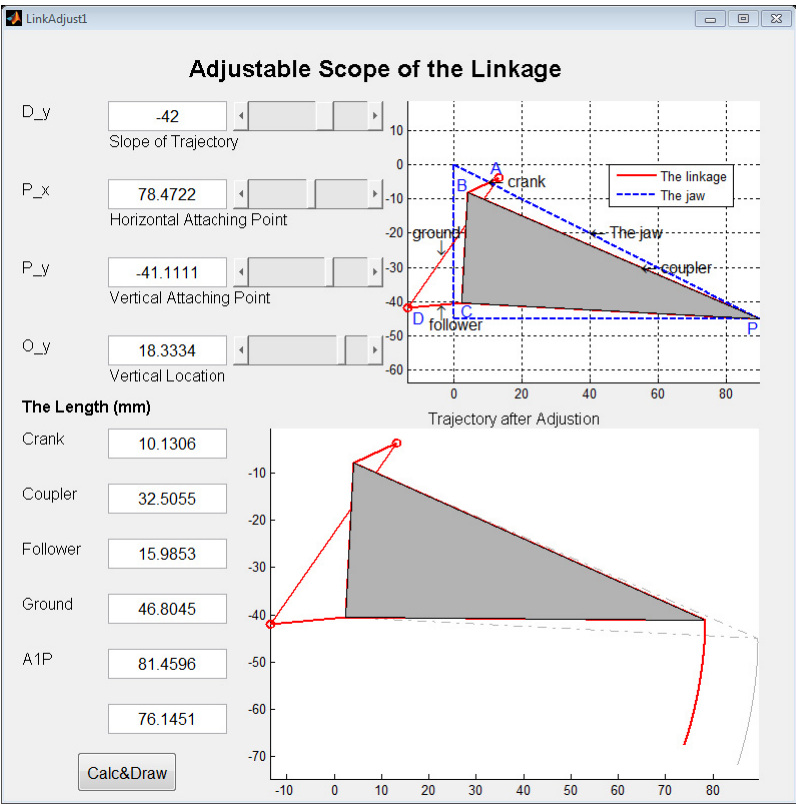 LinkAdjust1
Adjustable Scope of the Linkage
D_y
-42
Slope of Trajectory
P_x
78.4722
Horizontal Attaching Point
P_y
-41.1111
Vertical Attaching Point
O_y
18.3334
Vertical Location
10
0
-10
-20
-30
-40
-50
-60
0
20
40
60
80
A
B
crank
The linkage
The jaw
ground
The jaw
coupler
D
C
follower
P
The Length (mm)
Crank
10.1306
Coupler
32.5055
Follower
15.9853
Ground
46.8045
A1P
81.4596
76.1451
Calc&Draw
Trajectory after Adjustion
-10
-20
-30
-40
-50
-60
-70
-10
0
10
20
30
40
50
60
70
80